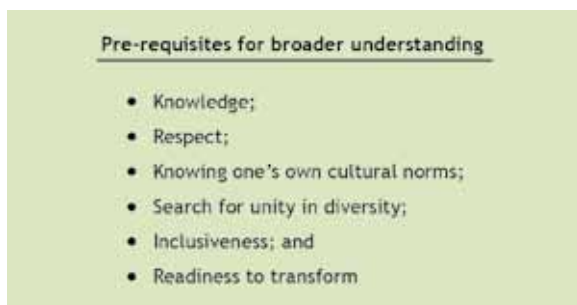 Pre-requisites for broader understanding
• Knowledge;
• Respect;
• Knowing one's own cultural norms;
• Search for unity in diversity;
• Inclusiveness; and
• Readiness to transform